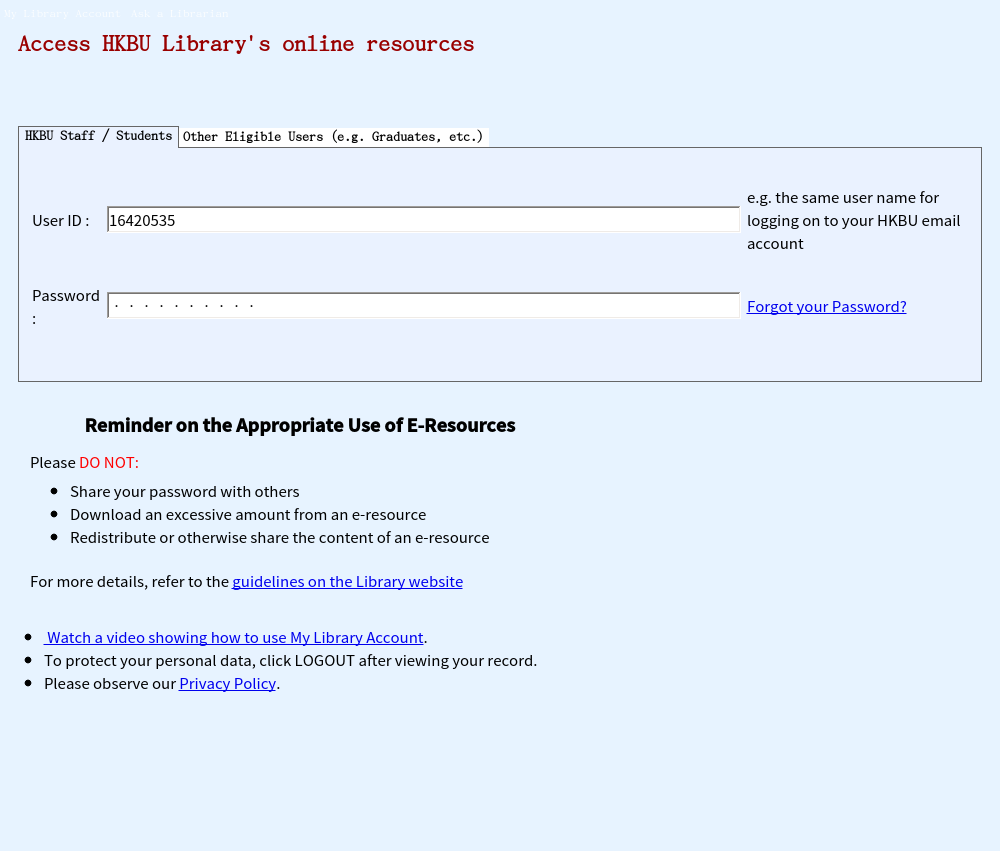 My Library Account Ask a Librarian
Access HKBU Library's online resources
HKBU Staff / Students
Other Eligible Users (e.g. Graduates, etc.)
User ID :
16420535
e.g. the same user name for
logging on to your HKBU email
account
Password
:
· · · · · · · · · ·
Forgot your Password?
Reminder on the Appropriate Use of E-Resources
Please DO NOT:
Share your password with others
Download an excessive amount from an e-resource
Redistribute or otherwise share the content of an e-resource
For more details, refer to the guidelines on the Library website
Watch a video showing how to use My Library Account.
To protect your personal data, click LOGOUT after viewing your record.
Please observe our Privacy Policy.